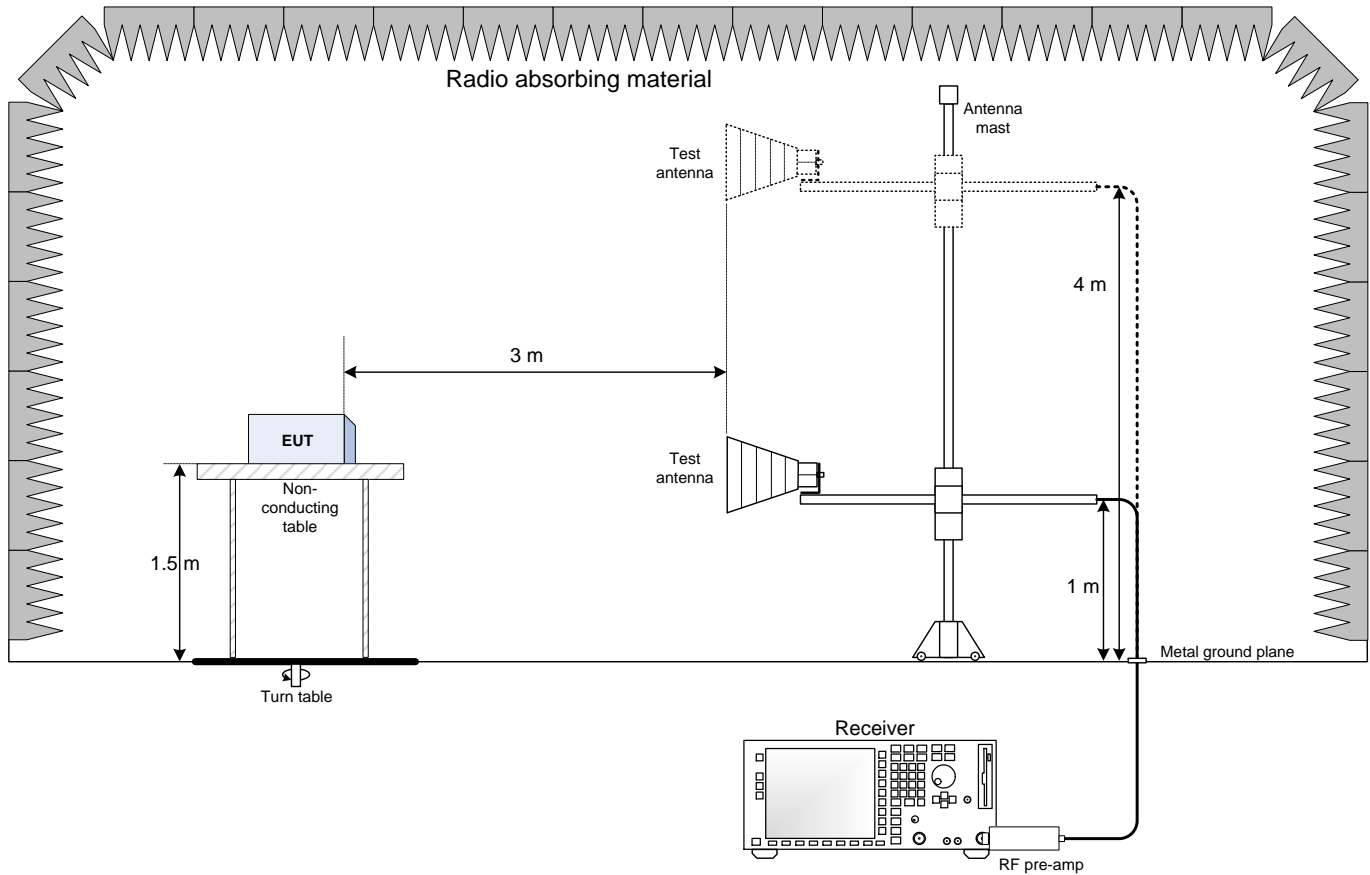 Radio absorbing material
Antenna
mast
Test
antenna
4 m
3 m
EUT
Test
antenna
Non-
conducting
table
1.5 m
1 m
Metal ground plane
Turn table
Receiver
RF pre-amp